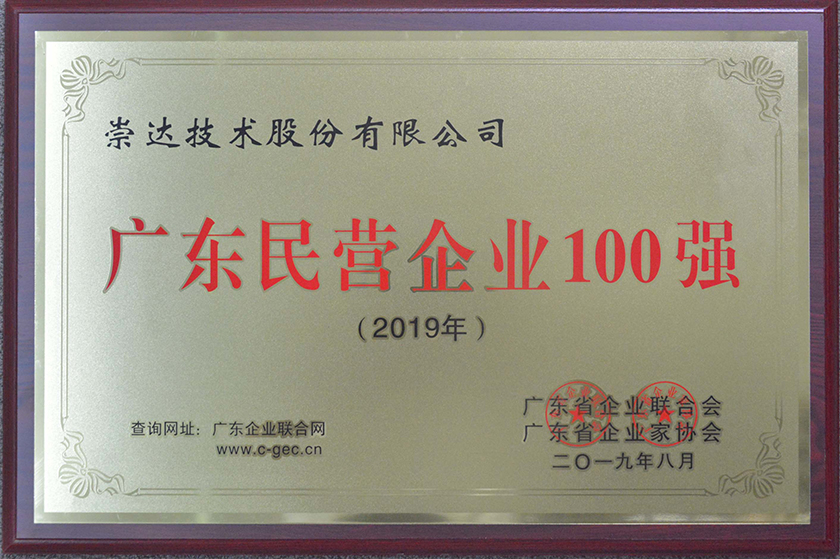 崇达技术股份有限公司
广东民营企业100强
（2019年）
查询网址：广东企业联合网
www.c-gec.cn
广东省企业联合会
广东省企业家协会
二〇一九年八月